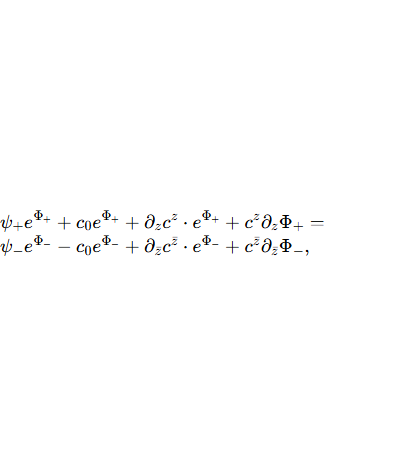 ψ₊e^{Φ₊} + c₀e^{Φ₊} + ∂_z c^z · e^{Φ₊} + c^z ∂_z Φ₊ =
ψ₋e^{Φ₋} − c₀e^{Φ₋} + ∂_{z̄} c^{z̄} · e^{Φ₋} + c^{z̄} ∂_{z̄} Φ₋,